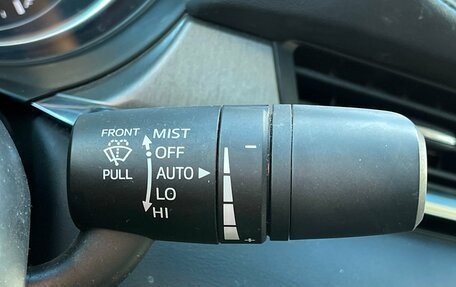 FRONT
PULL
MIST
OFF
AUTO
LO
HI
−
+